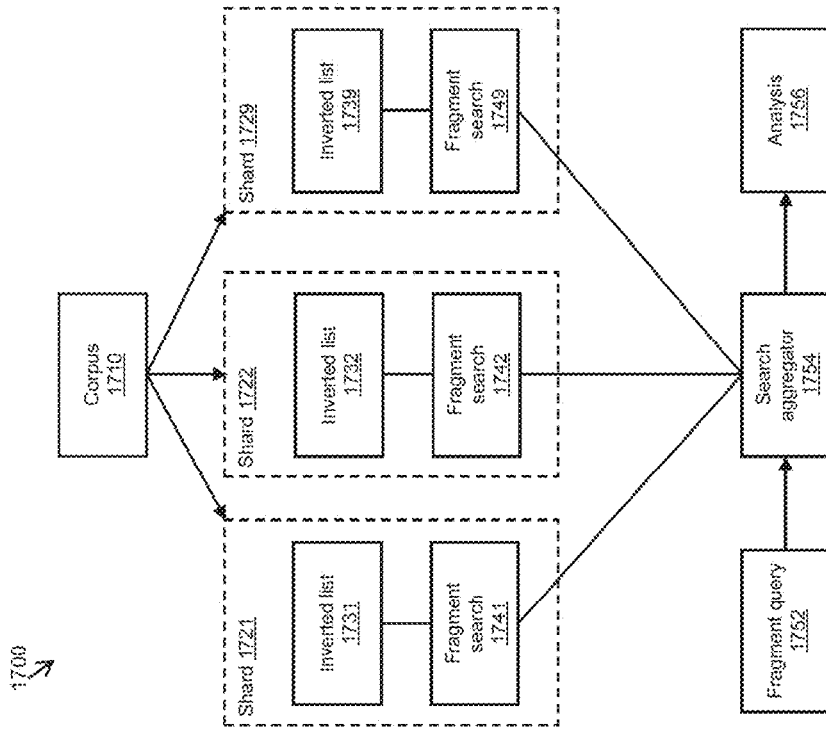 1700
Corpus
1710
Shard 1721
Inverted list
1731
Fragment
search
1741
Shard 1722
Inverted list
1732
Fragment
search
1742
Shard 1729
Inverted list
1739
Fragment
search
1749
Fragment query
1752
Search
aggregator
1754
Analysis
1756